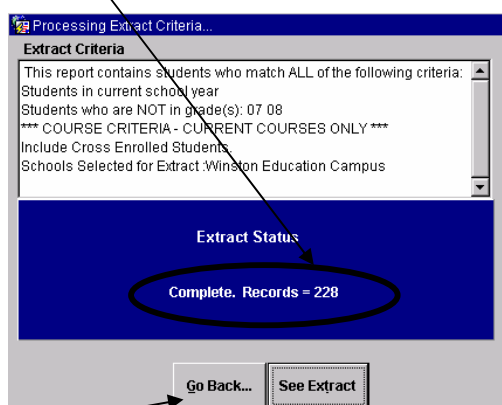 Processing Extract Criteria...
Extract Criteria
This report contains students who match ALL of the following criteria:
Students in current school year
Students who are NOT in grade(s): 07 08
*** COURSE CRITERIA - CURRENT COURSES ONLY ***
Include Cross Enrolled Students.
Schools Selected for Extract :Winston Education Campus
Extract Status
Complete. Records = 228
Go Back... See Extract